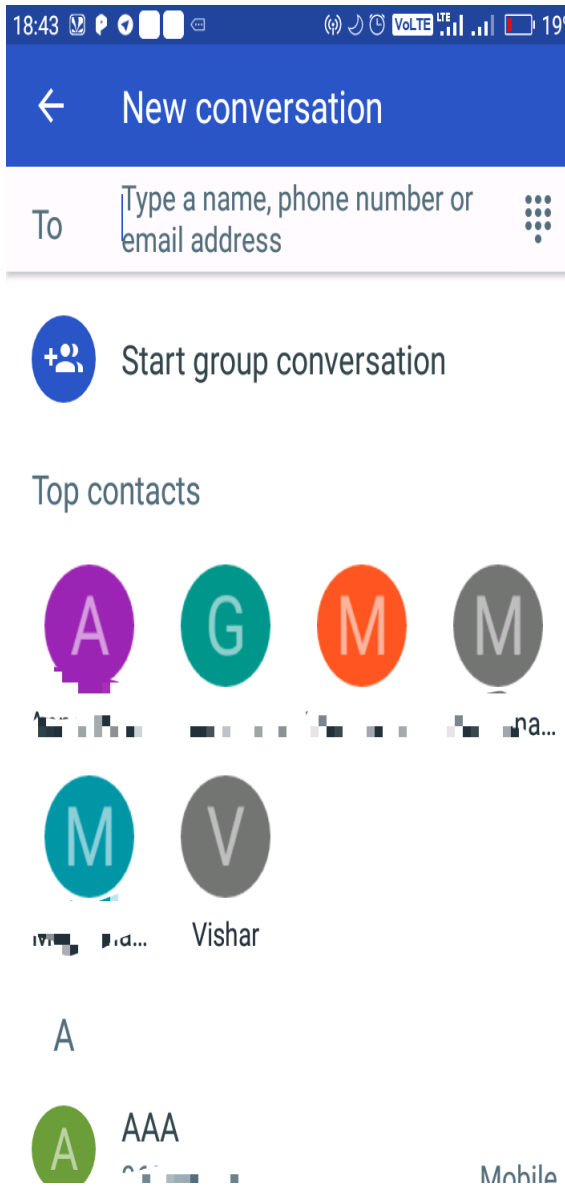 18:43 VoLTE LTE 19%
New conversation
To
Type a name, phone number or
email address
Start group conversation
Top contacts
A G M M
na...
M V
Vishar
A
A AAA
Mobile